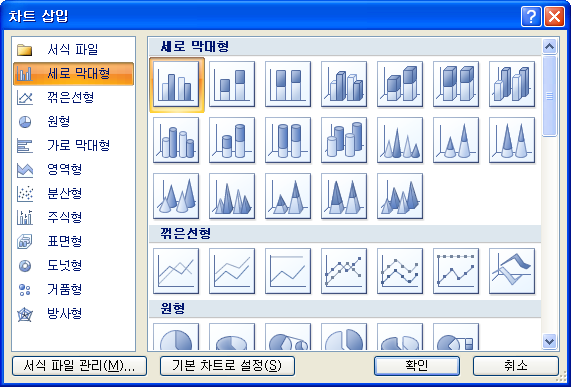 차트 삽입
서식 파일
세로 막대형
꺾은선형
원형
가로 막대형
영역형
분산형
주식형
표면형
도넛형
거품형
방사형
세로 막대형
꺾은선형
원형
서식 파일 관리(M)...
기본 차트로 설정(S)
확인
취소